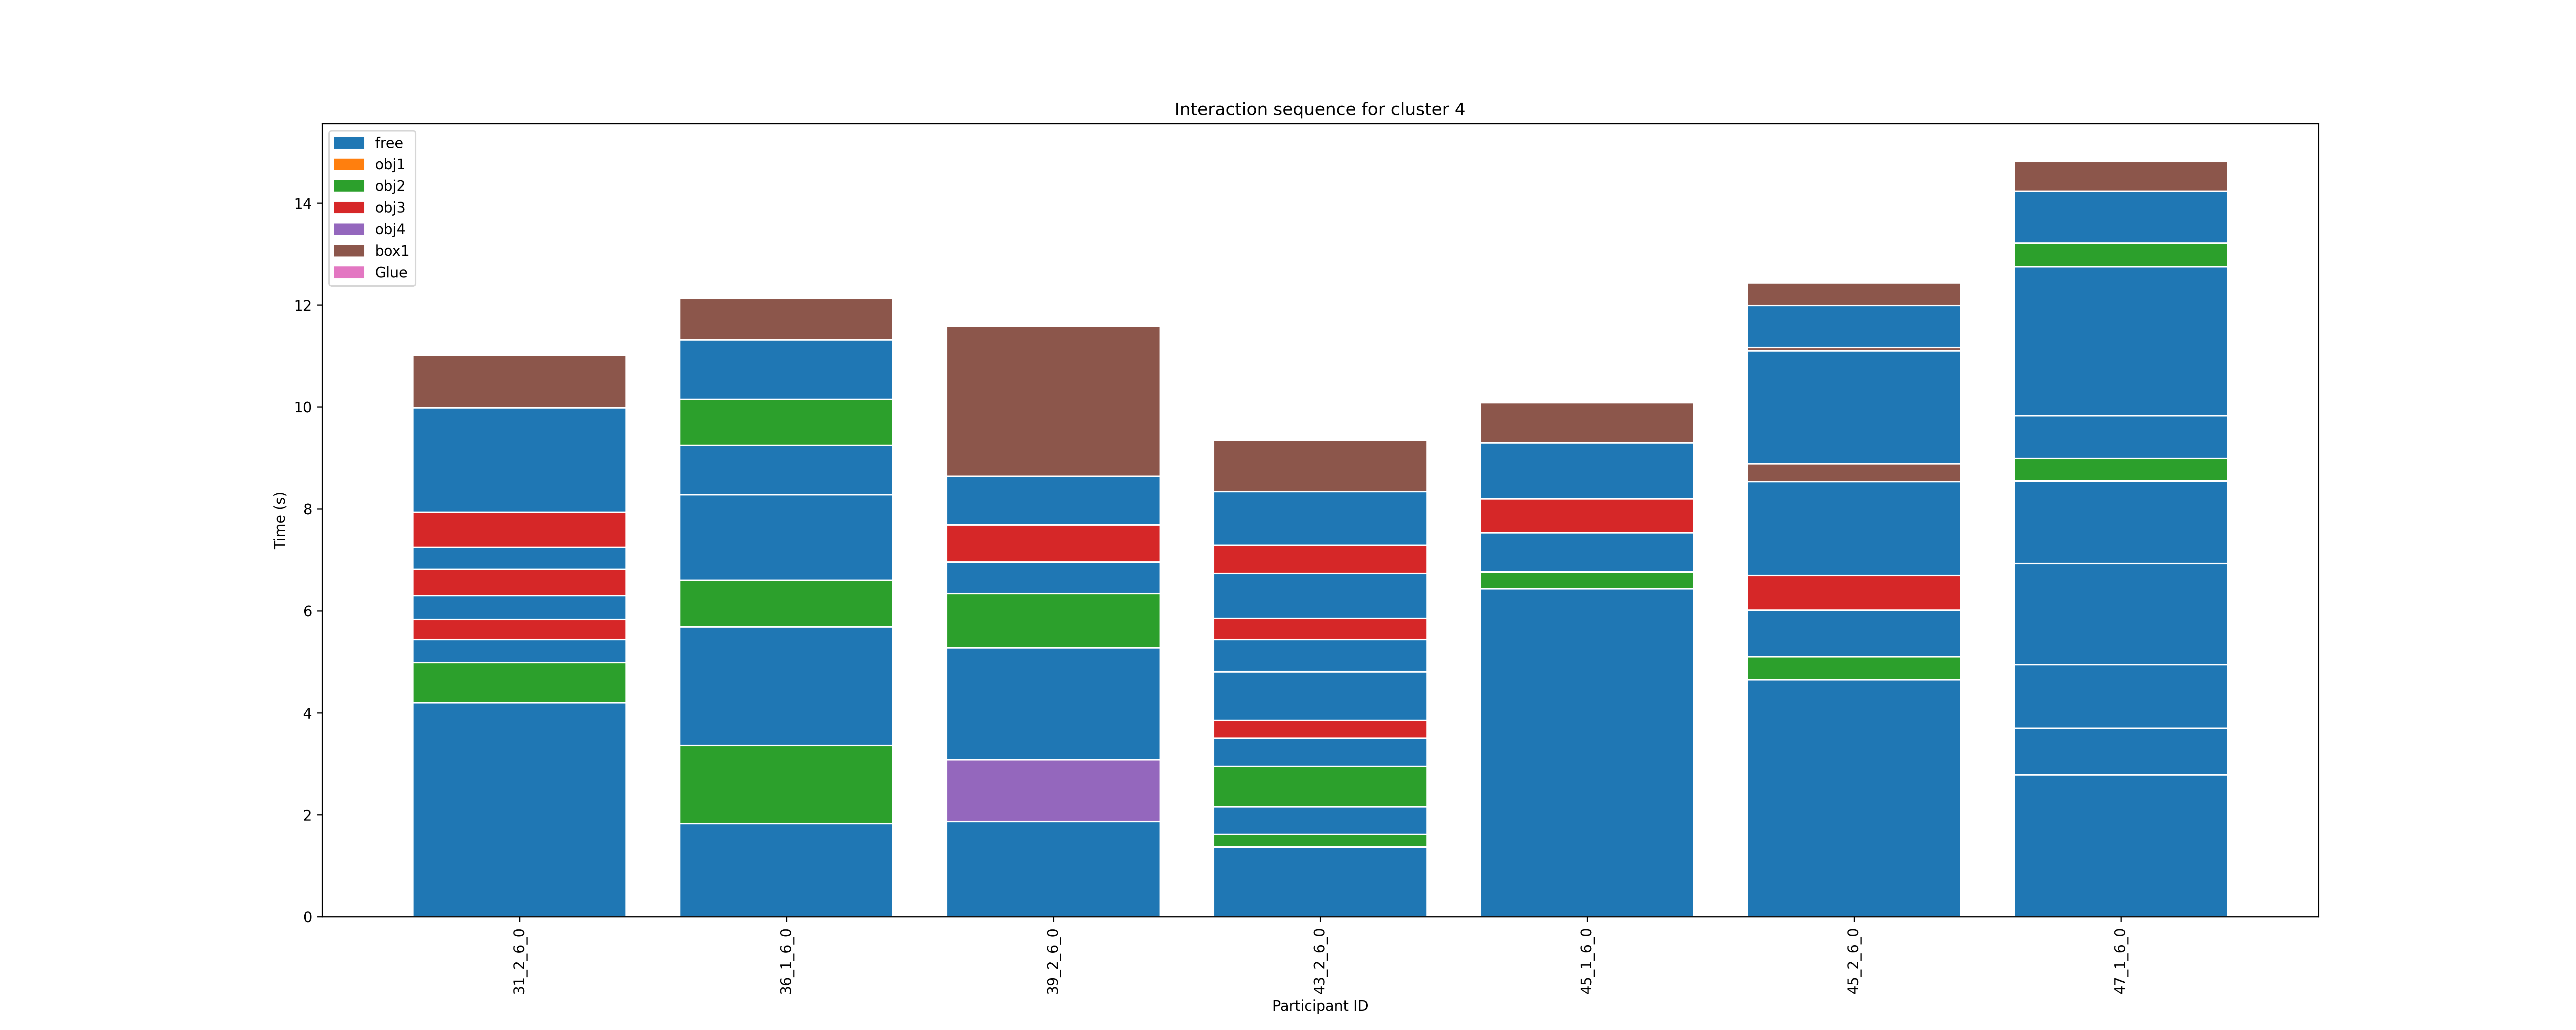 Interaction sequence for cluster 4
free
obj1
obj2
obj3
obj4
box1
Glue
Time (s)
14
12
10
8
6
4
2
0
31_2_6_0
36_1_6_0
39_2_6_0
43_2_6_0
45_1_6_0
45_2_6_0
47_1_6_0
Participant ID